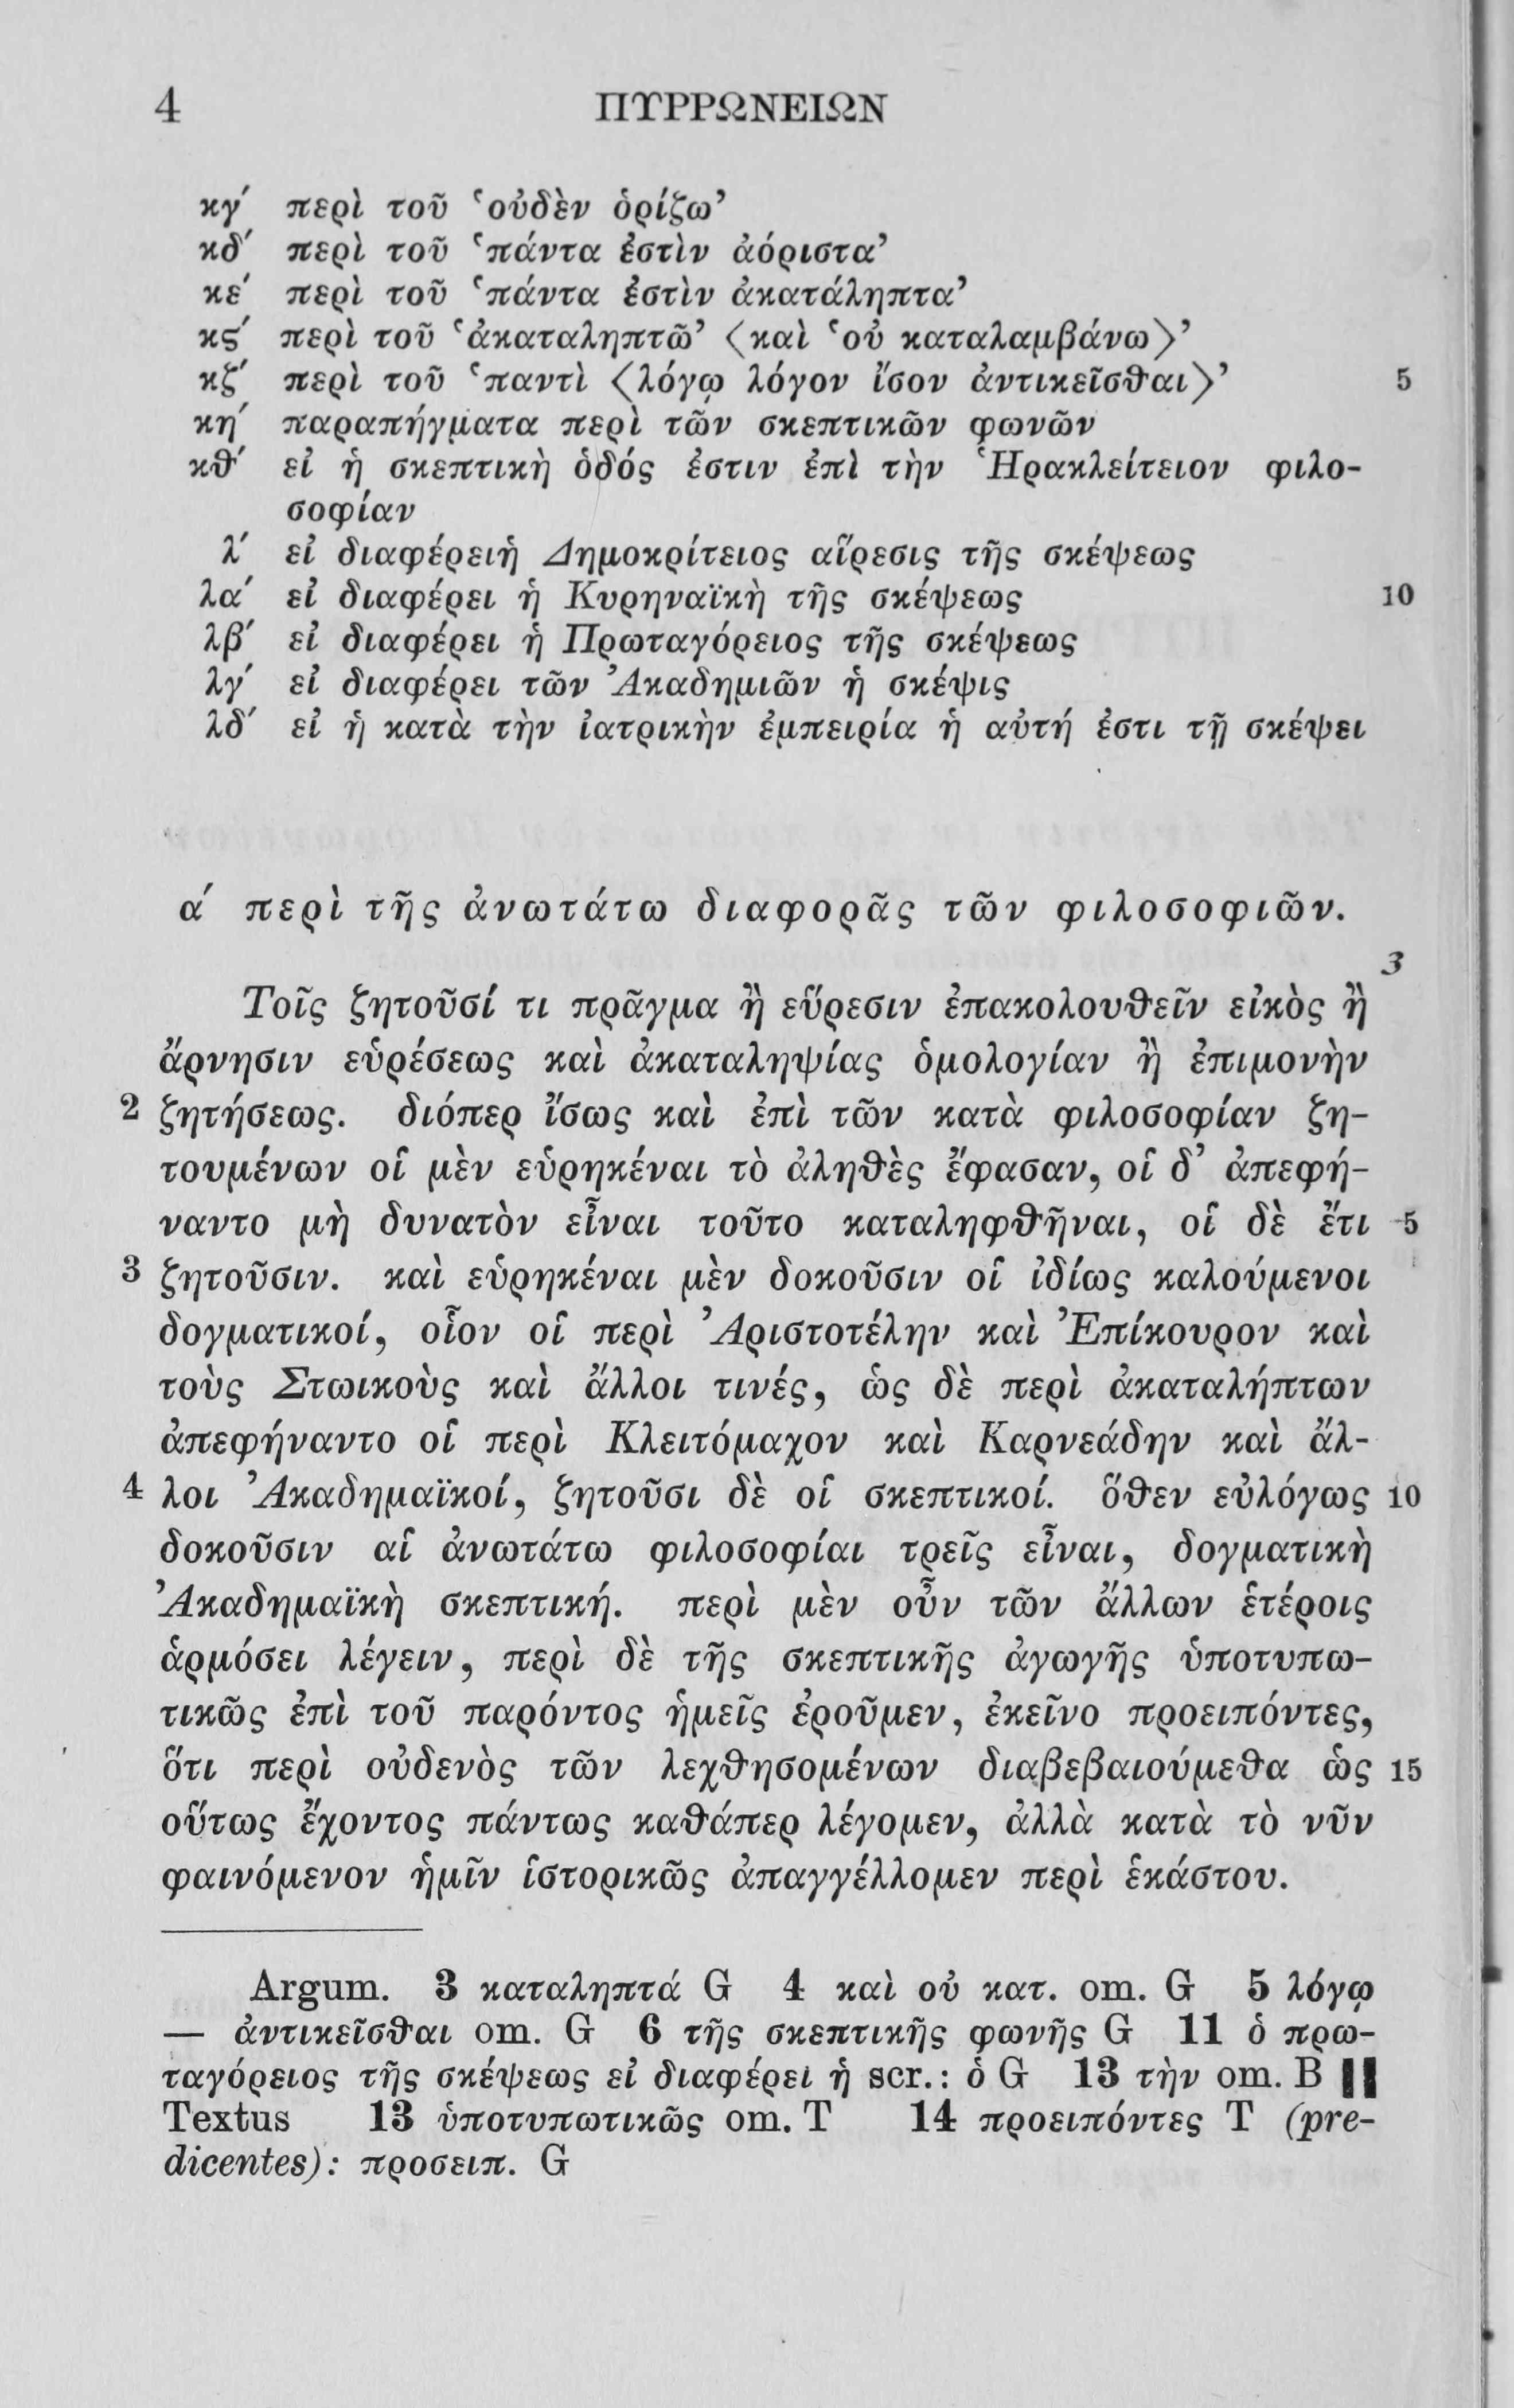 4 ΠΥΡΡΩΝΕΙΩΝ
κγ΄ περὶ τοῦ ‘οὐδὲν ὁρίζω’
κδ΄ περὶ τοῦ ‘πάντα ἐστὶν ἀόριστα’
κε΄ περὶ τοῦ ‘πάντα ἐστὶν ἀκατάληπτα’
κς΄ περὶ τοῦ ‘ἀκαταληπτῶ’ 〈καὶ ‘οὐ καταλαμβάνω〉’
κζ΄ περὶ τοῦ ‘παντὶ 〈λόγῳ λόγον ἴσον ἀντικεῖσθαι〉’ 5
κη΄ παραπήγματα περὶ τῶν σκεπτικῶν φωνῶν
κθ΄ εἰ ἡ σκεπτικὴ ὁδός ἐστιν ἐπὶ τὴν Ἡρακλείτειον φιλο-
σοφίαν
λ΄ εἰ διαφέρειἡ Δημοκρίτειος αἵρεσις τῆς σκέψεως
λα΄ εἰ διαφέρει ἡ Κυρηναϊκὴ τῆς σκέψεως 10
λβ΄ εἰ διαφέρει ἡ Πρωταγόρειος τῆς σκέψεως
λγ΄ εἰ διαφέρει τῶν Ἀκαδημιῶν ἡ σκέψις
λδ΄ εἰ ἡ κατὰ τὴν ἰατρικὴν ἐμπειρία ἡ αὐτή ἐστι τῇ σκέψει
α΄ περὶ τῆς ἀνωτάτω διαφορᾶς τῶν φιλοσοφιῶν.
3
Τοῖς ζητοῦσί τι πρᾶγμα ἢ εὕρεσιν ἐπακολουθεῖν εἰκὸς ἢ
ἄρνησιν εὑρέσεως καὶ ἀκαταληψίας ὁμολογίαν ἢ ἐπιμονὴν
2 ζητήσεως. διόπερ ἴσως καὶ ἐπὶ τῶν κατὰ φιλοσοφίαν ζη-
τουμένων οἱ μὲν εὑρηκέναι τὸ ἀληθὲς ἔφασαν, οἱ δ’ ἀπεφή-
ναντο μὴ δυνατὸν εἶναι τοῦτο καταληφθῆναι, οἱ δὲ ἔτι 5
3 ζητοῦσιν. καὶ εὑρηκέναι μὲν δοκοῦσιν οἱ ἰδίως καλούμενοι
δογματικοί, οἷον οἱ περὶ Ἀριστοτέλην καὶ Ἐπίκουρον καὶ
τοὺς Στωικοὺς καὶ ἄλλοι τινές, ὡς δὲ περὶ ἀκαταλήπτων
ἀπεφήναντο οἱ περὶ Κλειτόμαχον καὶ Καρνεάδην καὶ ἄλ-
4 λοι Ἀκαδημαϊκοί, ζητοῦσι δὲ οἱ σκεπτικοί. ὅθεν εὐλόγως 10
δοκοῦσιν αἱ ἀνωτάτω φιλοσοφίαι τρεῖς εἶναι, δογματικὴ
Ἀκαδημαϊκὴ σκεπτική. περὶ μὲν οὖν τῶν ἄλλων ἑτέροις
ἁρμόσει λέγειν, περὶ δὲ τῆς σκεπτικῆς ἀγωγῆς ὑποτυπω-
τικῶς ἐπὶ τοῦ παρόντος ἡμεῖς ἐροῦμεν, ἐκεῖνο προειπόντες,
ὅτι περὶ οὐδενὸς τῶν λεχθησομένων διαβεβαιούμεθα ὡς 15
οὕτως ἔχοντος πάντως καθάπερ λέγομεν, ἀλλὰ κατὰ τὸ νῦν
φαινόμενον ἡμῖν ἱστορικῶς ἀπαγγέλλομεν περὶ ἑκάστου.
Argum. 3 καταληπτά G 4 καὶ οὐ κατ. om. G 5 λόγῳ
— ἀντικεῖσθαι om. G 6 τῆς σκεπτικῆς φωνῆς G 11 ὁ πρω-
ταγόρειος τῆς σκέψεως εἰ διαφέρει ἡ scr.: ὁ G 13 τὴν om. B ‖
Textus 13 ὑποτυπωτικῶς om. T 14 προειπόντες T (pre-
dicentes): προσειπ. G